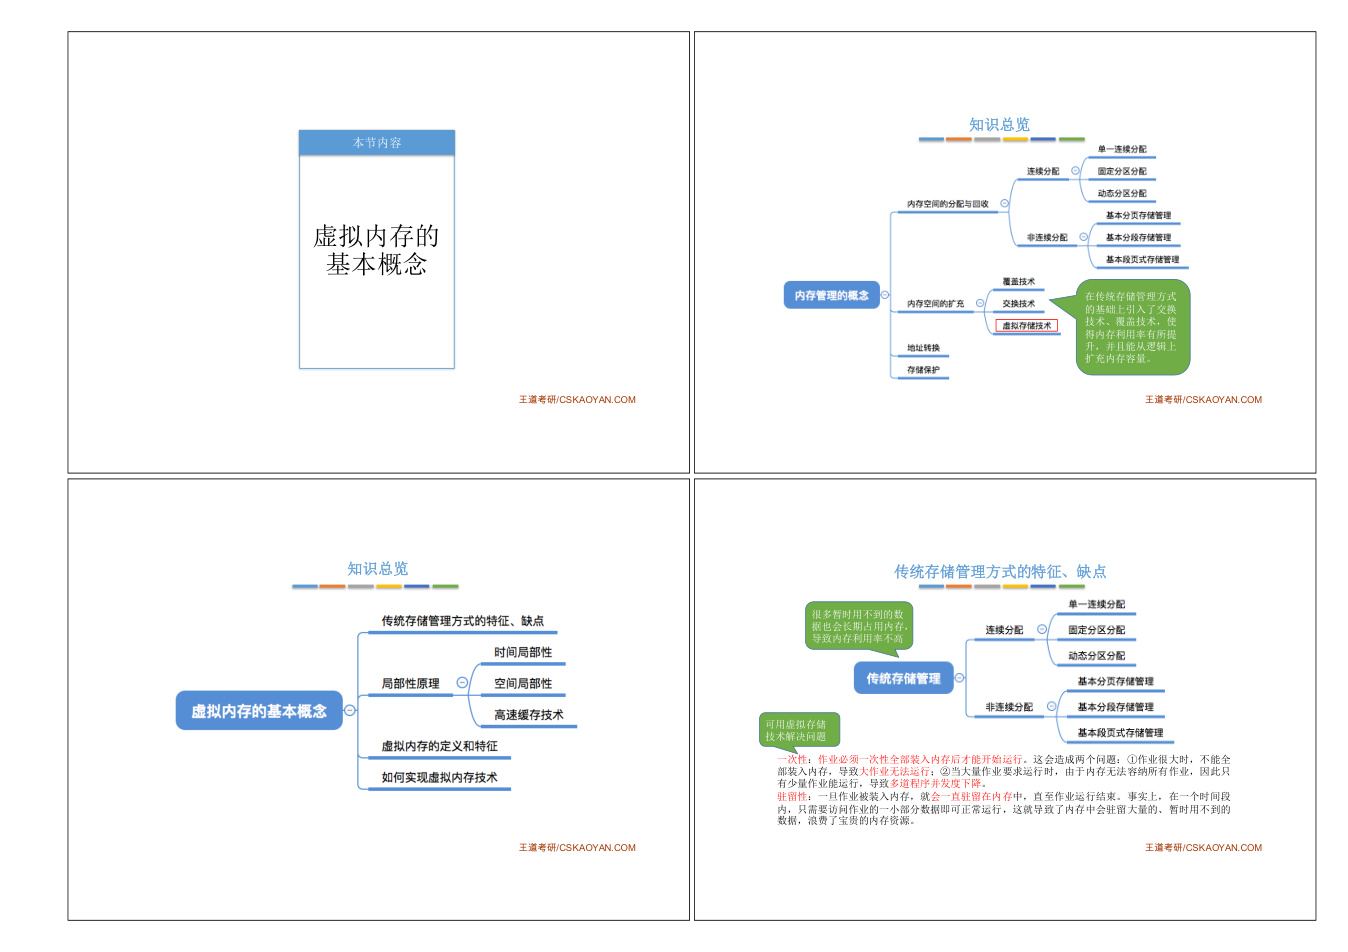 本节内容
虚拟内存的
基本概念
王道考研/CSKAOYAN.COM
知识总览
内存管理的概念
内存空间的分配与回收
连续分配
单一连续分配
固定分区分配
动态分区分配
非连续分配
基本分页存储管理
基本分段存储管理
基本段页式存储管理
内存空间的扩充
覆盖技术
交换技术
虚拟存储技术
地址转换
存储保护
在传统存储管理方式
的基础上引入了交换
技术、覆盖技术，使
得内存利用率有所提
升，并且能从逻辑上
扩充内存容量。
王道考研/CSKAOYAN.COM
知识总览
虚拟内存的基本概念
传统存储管理方式的特征、缺点
局部性原理
时间局部性
空间局部性
高速缓存技术
虚拟内存的定义和特征
如何实现虚拟内存技术
王道考研/CSKAOYAN.COM
传统存储管理方式的特征、缺点
很多暂时用不到的数
据也会长期占用内存，
导致内存利用率不高
传统存储管理
连续分配
单一连续分配
固定分区分配
动态分区分配
非连续分配
基本分页存储管理
基本分段存储管理
基本段页式存储管理
可用虚拟存储
技术解决问题
一次性：作业必须一次性全部装入内存后才能开始运行。这会造成两个问题：①作业很大时，不能全
部装入内存，导致大作业无法运行；②当大量作业要求运行时，由于内存无法容纳所有作业，因此只
有少量作业能运行，导致多道程序并发度下降。
驻留性：一旦作业被装入内存，就会一直驻留在内存中，直至作业运行结束。事实上，在一个时间段
内，只需要访问作业的一小部分数据即可正常运行，这就导致了内存中会驻留大量的、暂时用不到的
数据，浪费了宝贵的内存资源。
王道考研/CSKAOYAN.COM